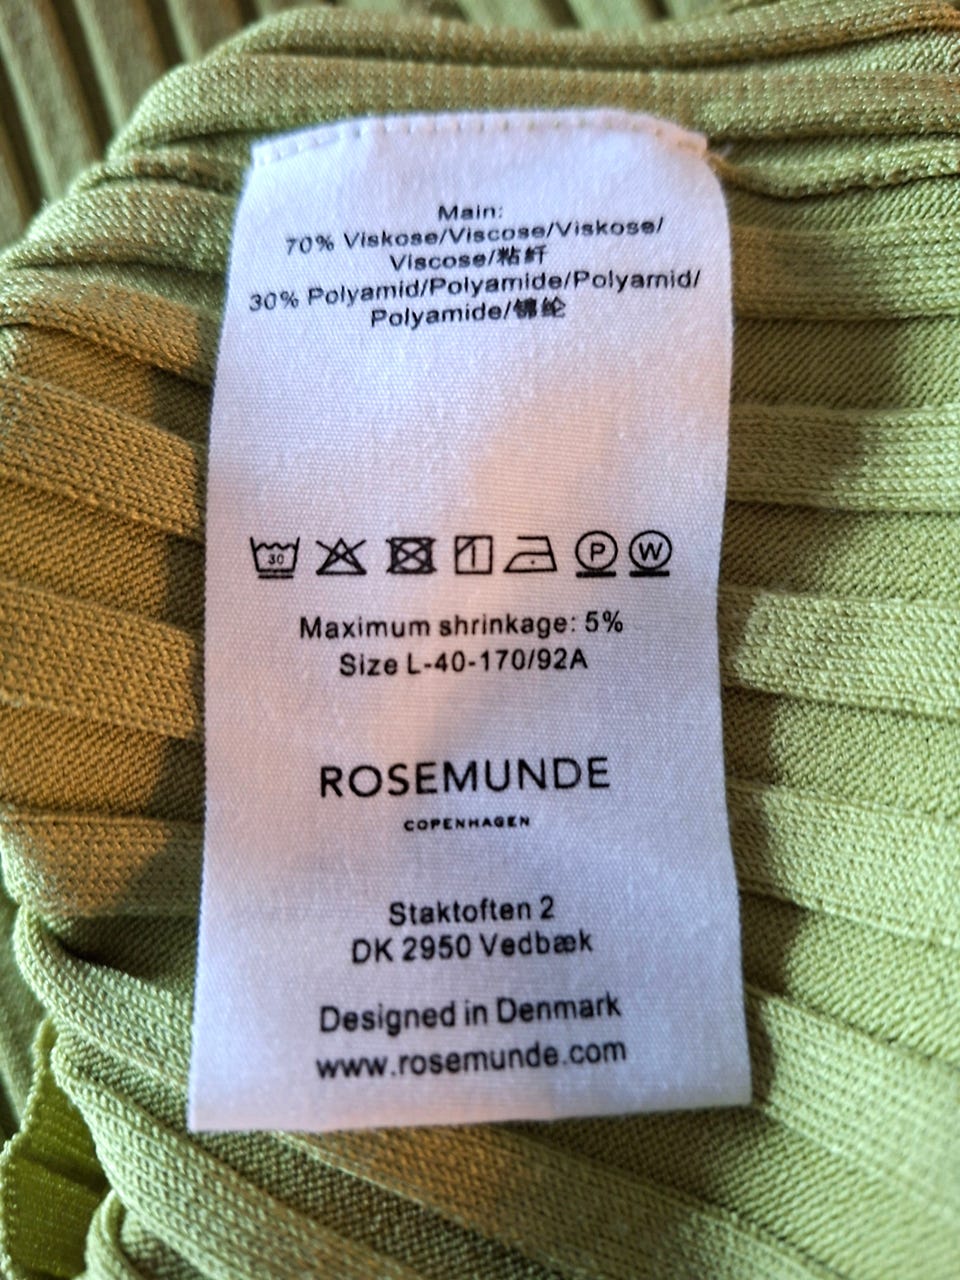 Main:
70% Viskose/Viscose/Viskose/
Viscose/粘纤
30% Polyamid/Polyamide/Polyamid/
Polyamide/锦纶
30
P
W
Maximum shrinkage: 5%
Size L-40-170/92A
ROSEMUNDE
COPENHAGEN
Staktoften 2
DK 2950 Vedbæk
Designed in Denmark
www.rosemunde.com